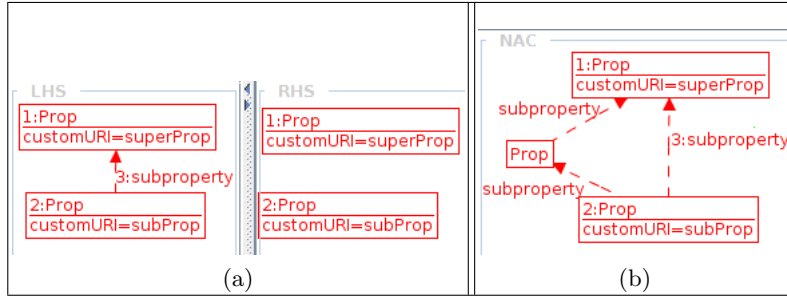 LHS
1:Prop
customURI=superProp
3:subproperty
2:Prop
customURI=subProp
RHS
1:Prop
customURI=superProp
2:Prop
customURI=subProp
(a)
NAC
1:Prop
customURI=superProp
subproperty
3:subproperty
Prop
subproperty
2:Prop
customURI=subProp
(b)